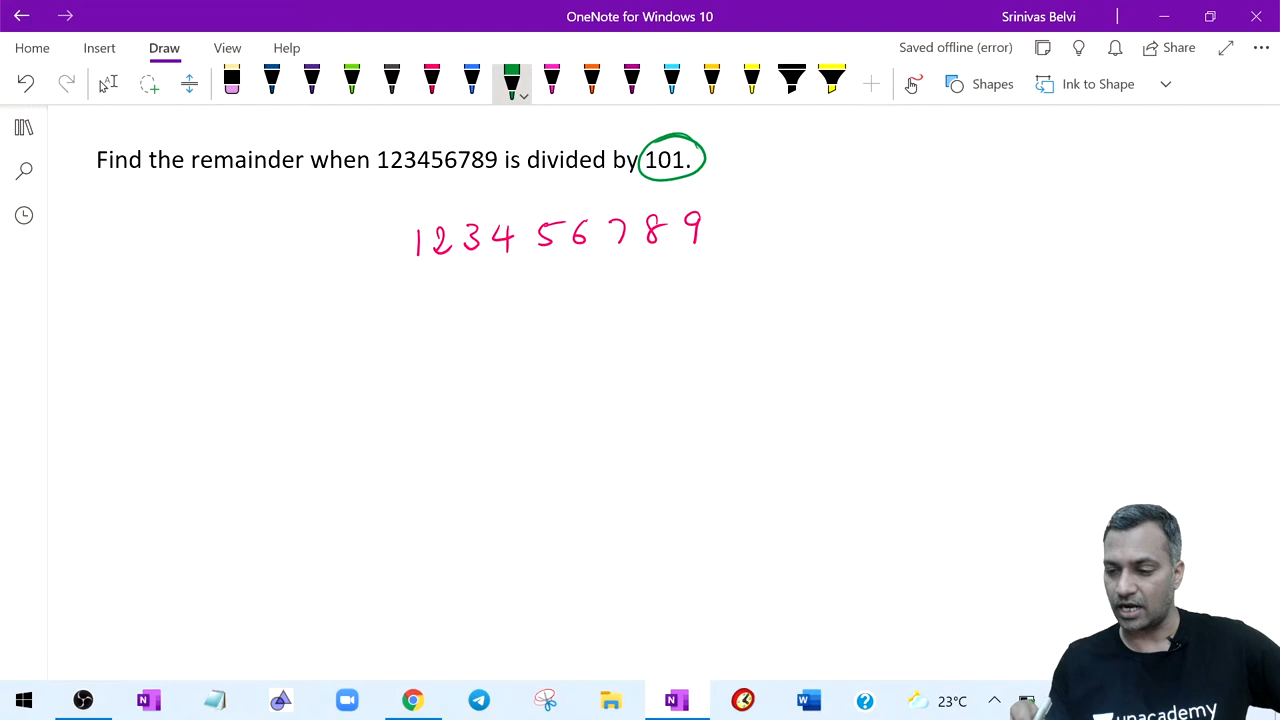 OneNote for Windows 10
Srinivas Belvi
Home Insert Draw View Help
Saved offline (error)
Share
Shapes
Ink to Shape
Find the remainder when 123456789 is divided by 101.
1 2 3 4 5 6 7 8 9
unacademy
23°C